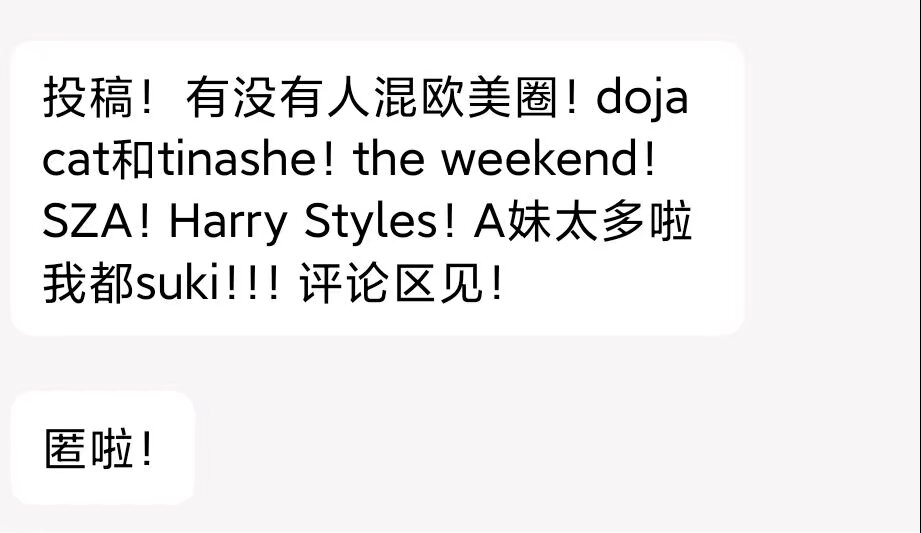 投稿！有没有人混欧美圈！doja
cat和tinashe！the weekend！
SZA！Harry Styles！A妹太多啦
我都suki!!! 评论区见！
匿啦！